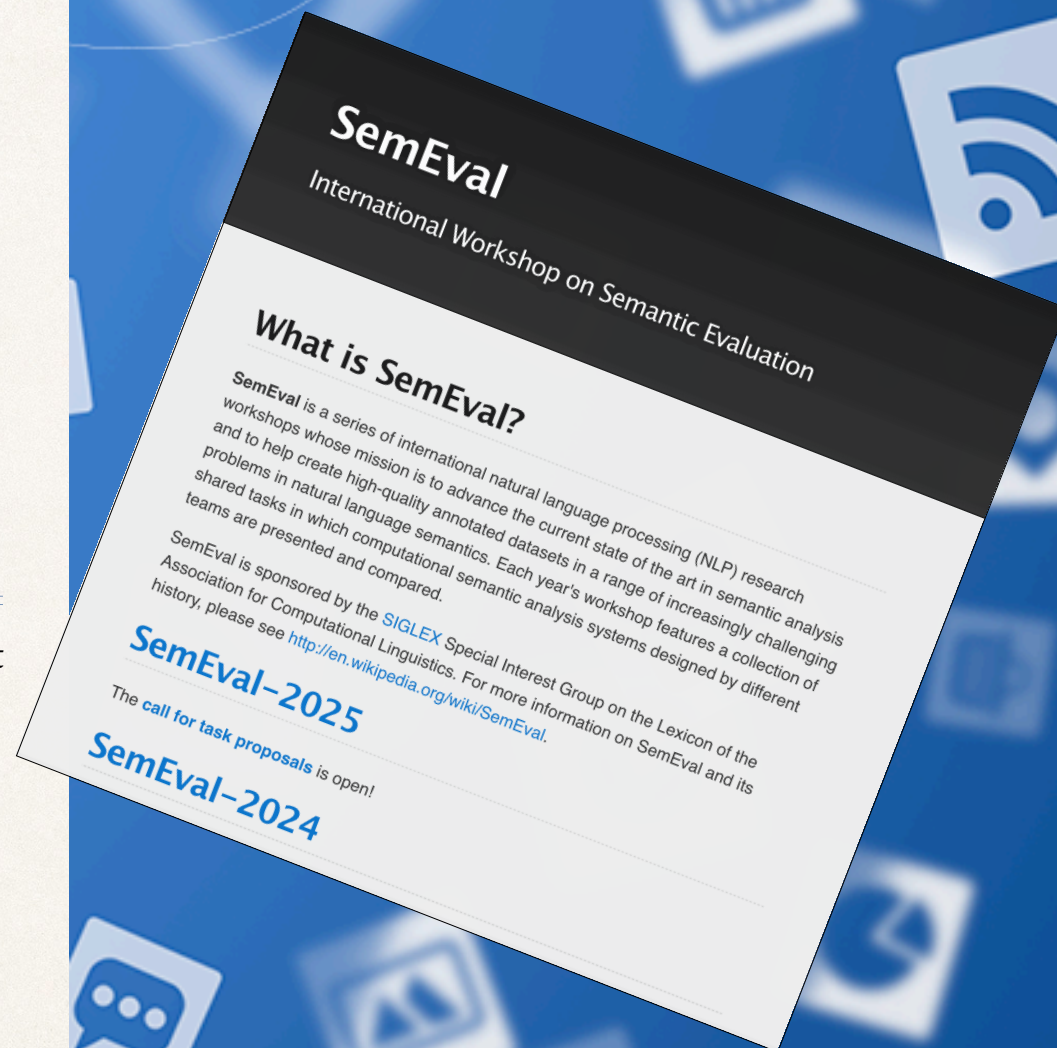 SemEval
International Workshop on Semantic Evaluation
What is SemEval?
SemEval is a series of international natural language processing (NLP) research
workshops whose mission is to advance the current state of the art in semantic analysis
and to help create high-quality annotated datasets in a range of increasingly challenging
problems in natural language semantics. Each year's workshop features a collection of
shared tasks in which computational semantic analysis systems designed by different
teams are presented and compared.
SemEval is sponsored by the SIGLEX Special Interest Group on the Lexicon of the
Association for Computational Linguistics. For more information on SemEval and its
history, please see http://en.wikipedia.org/wiki/SemEval.
SemEval-2025
The call for task proposals is open!
SemEval-2024